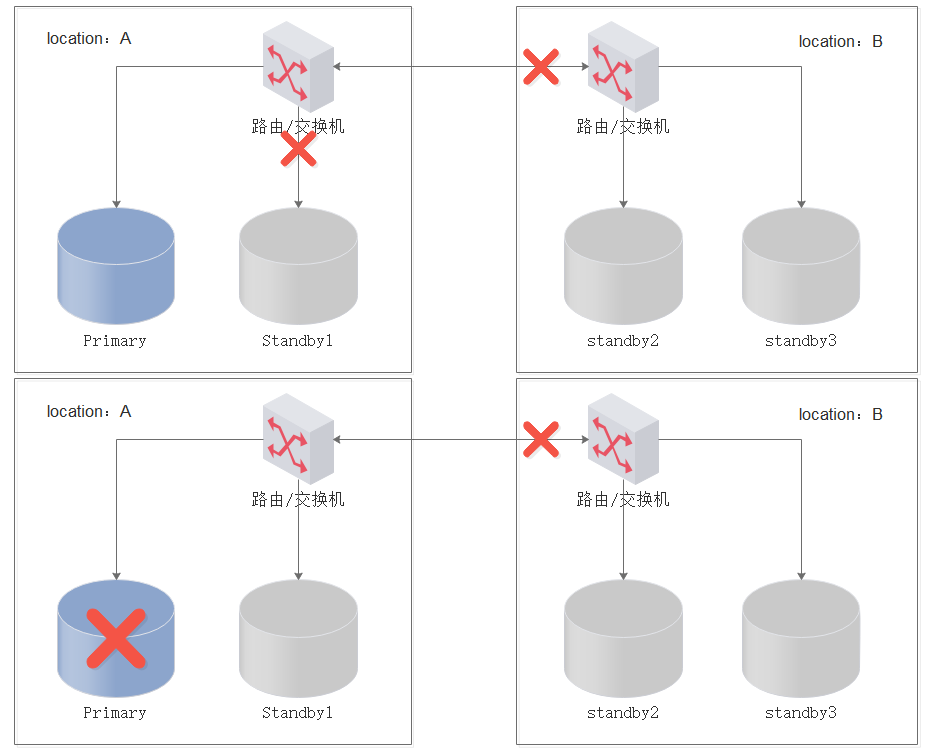 location：A
location：B
路由/交换机
路由/交换机
Primary
Standby1
standby2
standby3
location：A
location：B
路由/交换机
路由/交换机
Primary
Standby1
standby2
standby3